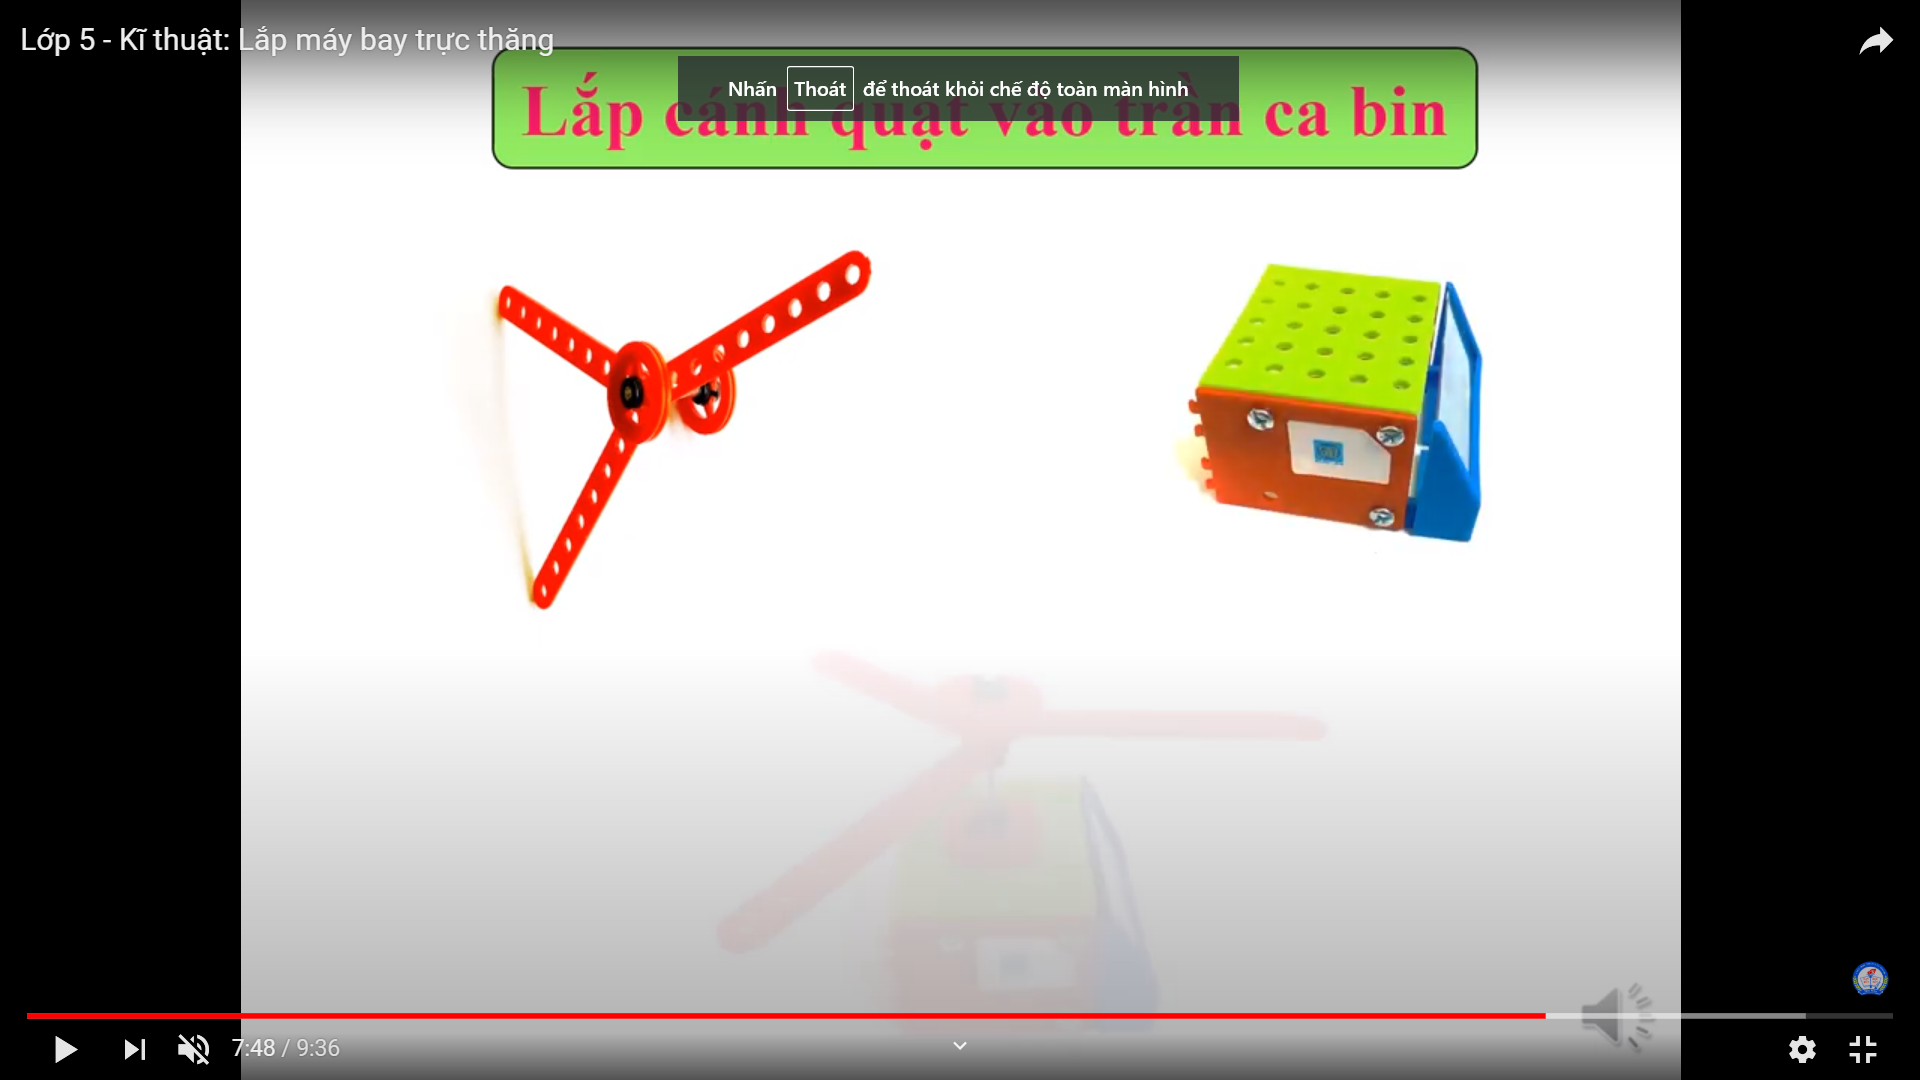 Lớp 5 - Kĩ thuật: Lắp máy bay trực thăng
Nhấn Thoát để thoát khỏi chế độ toàn màn hình
Lắp cánh quạt vào trần ca bin
7:48 / 9:36